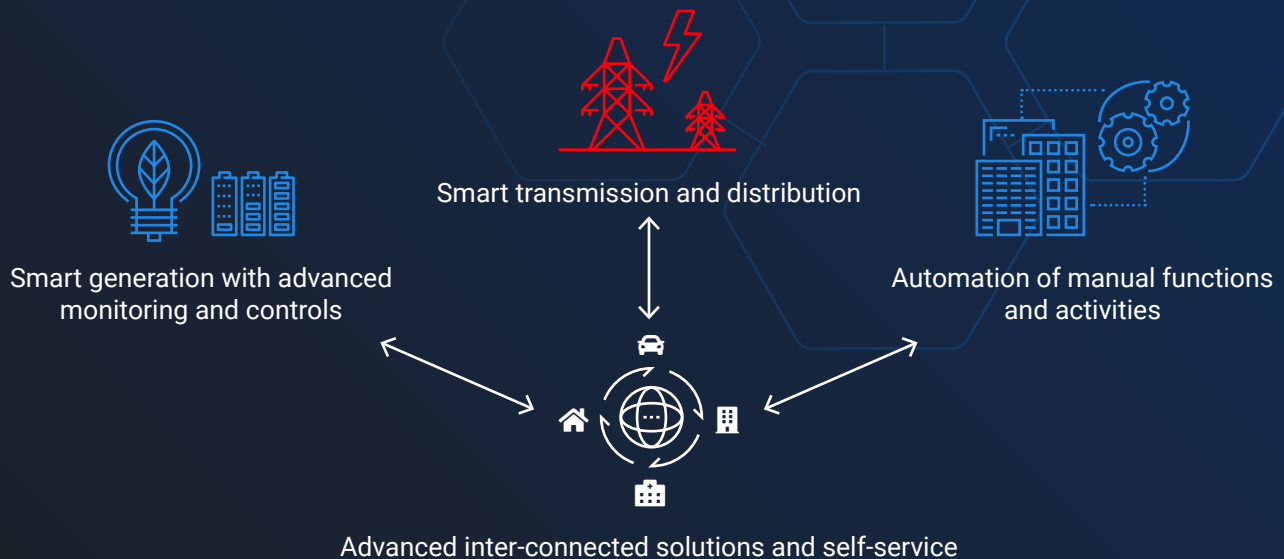 Smart transmission and distribution
Smart generation with advanced
monitoring and controls
Automation of manual functions
and activities
Advanced inter-connected solutions and self-service